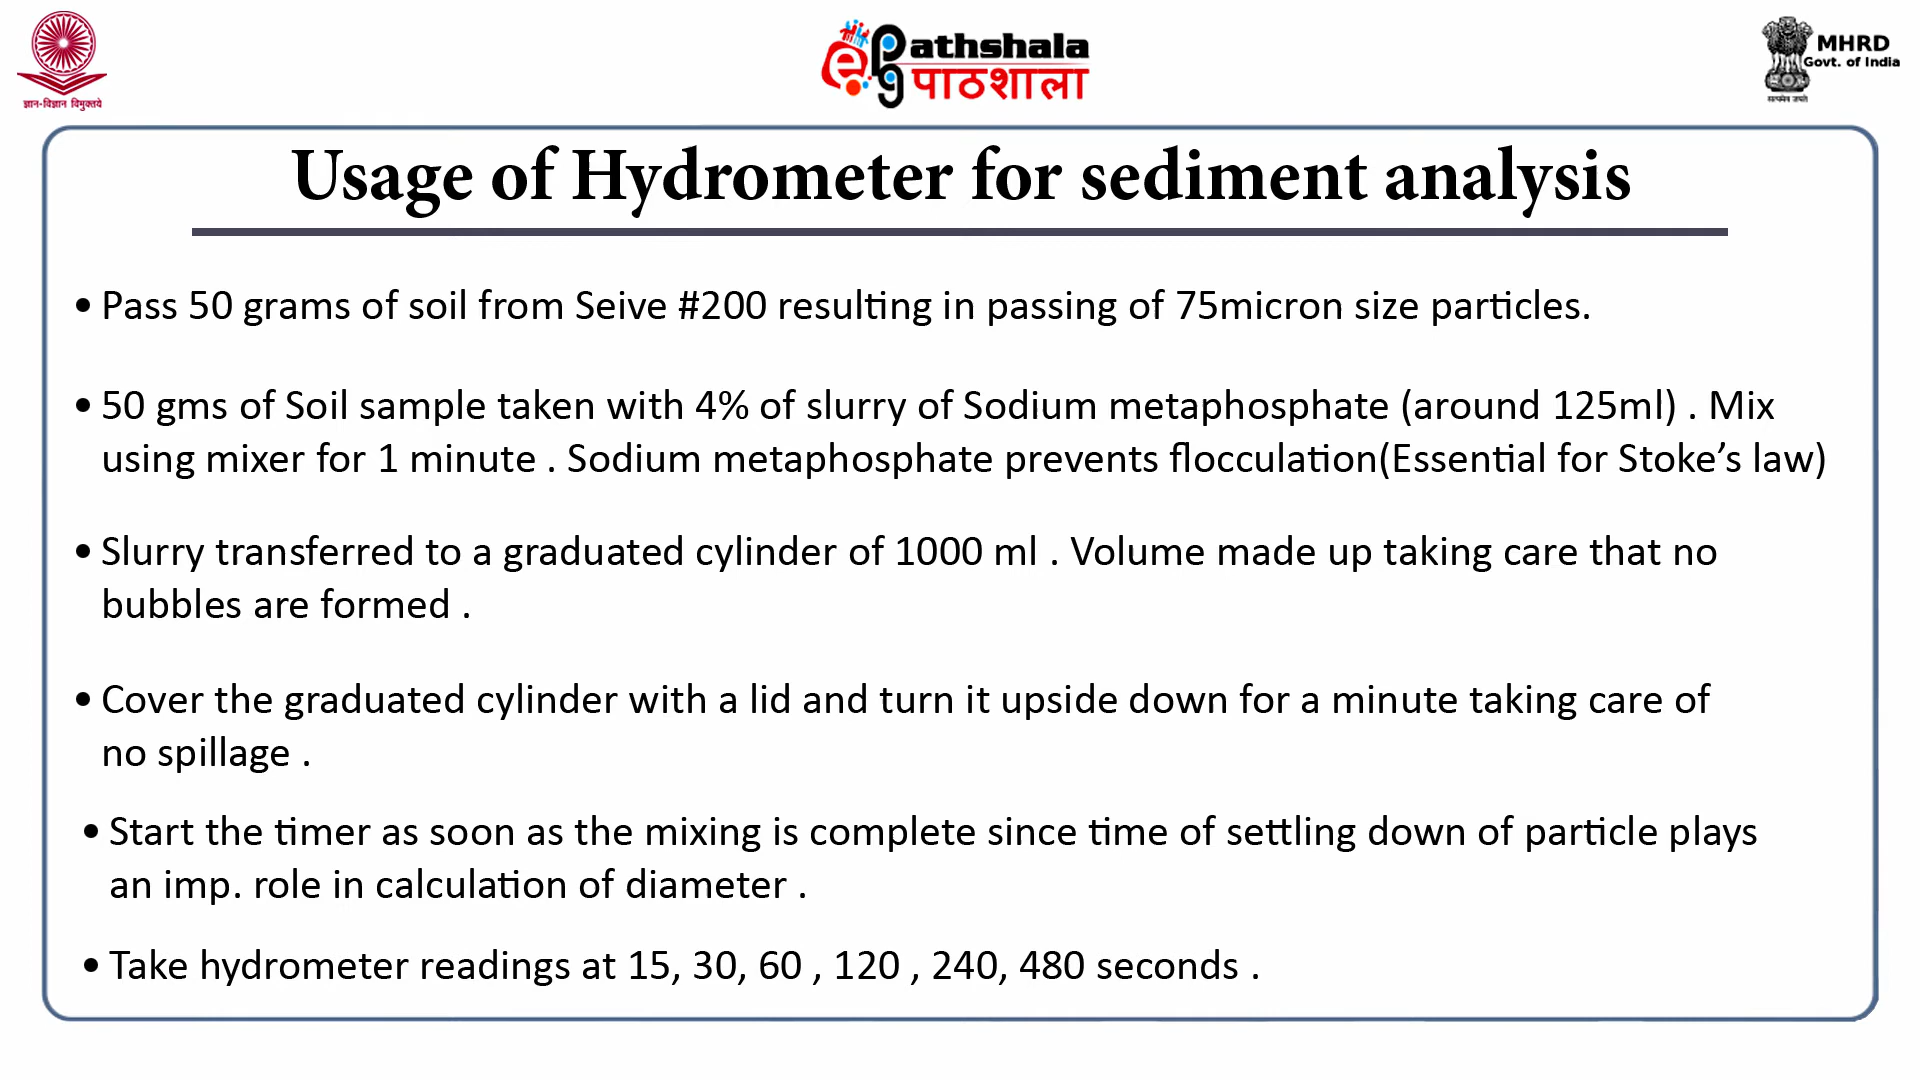 ज्ञान-विज्ञान विमुक्तये
ePG Pathshala
पाठशाला
MHRD
Govt. of India
सत्यमेव जयते
Usage of Hydrometer for sediment analysis
• Pass 50 grams of soil from Seive #200 resulting in passing of 75micron size particles.
• 50 gms of Soil sample taken with 4% of slurry of Sodium metaphosphate (around 125ml) . Mix
using mixer for 1 minute . Sodium metaphosphate prevents flocculation(Essential for Stoke’s law)
• Slurry transferred to a graduated cylinder of 1000 ml . Volume made up taking care that no
bubbles are formed .
• Cover the graduated cylinder with a lid and turn it upside down for a minute taking care of
no spillage .
• Start the timer as soon as the mixing is complete since time of settling down of particle plays
an imp. role in calculation of diameter .
• Take hydrometer readings at 15, 30, 60 , 120 , 240, 480 seconds .